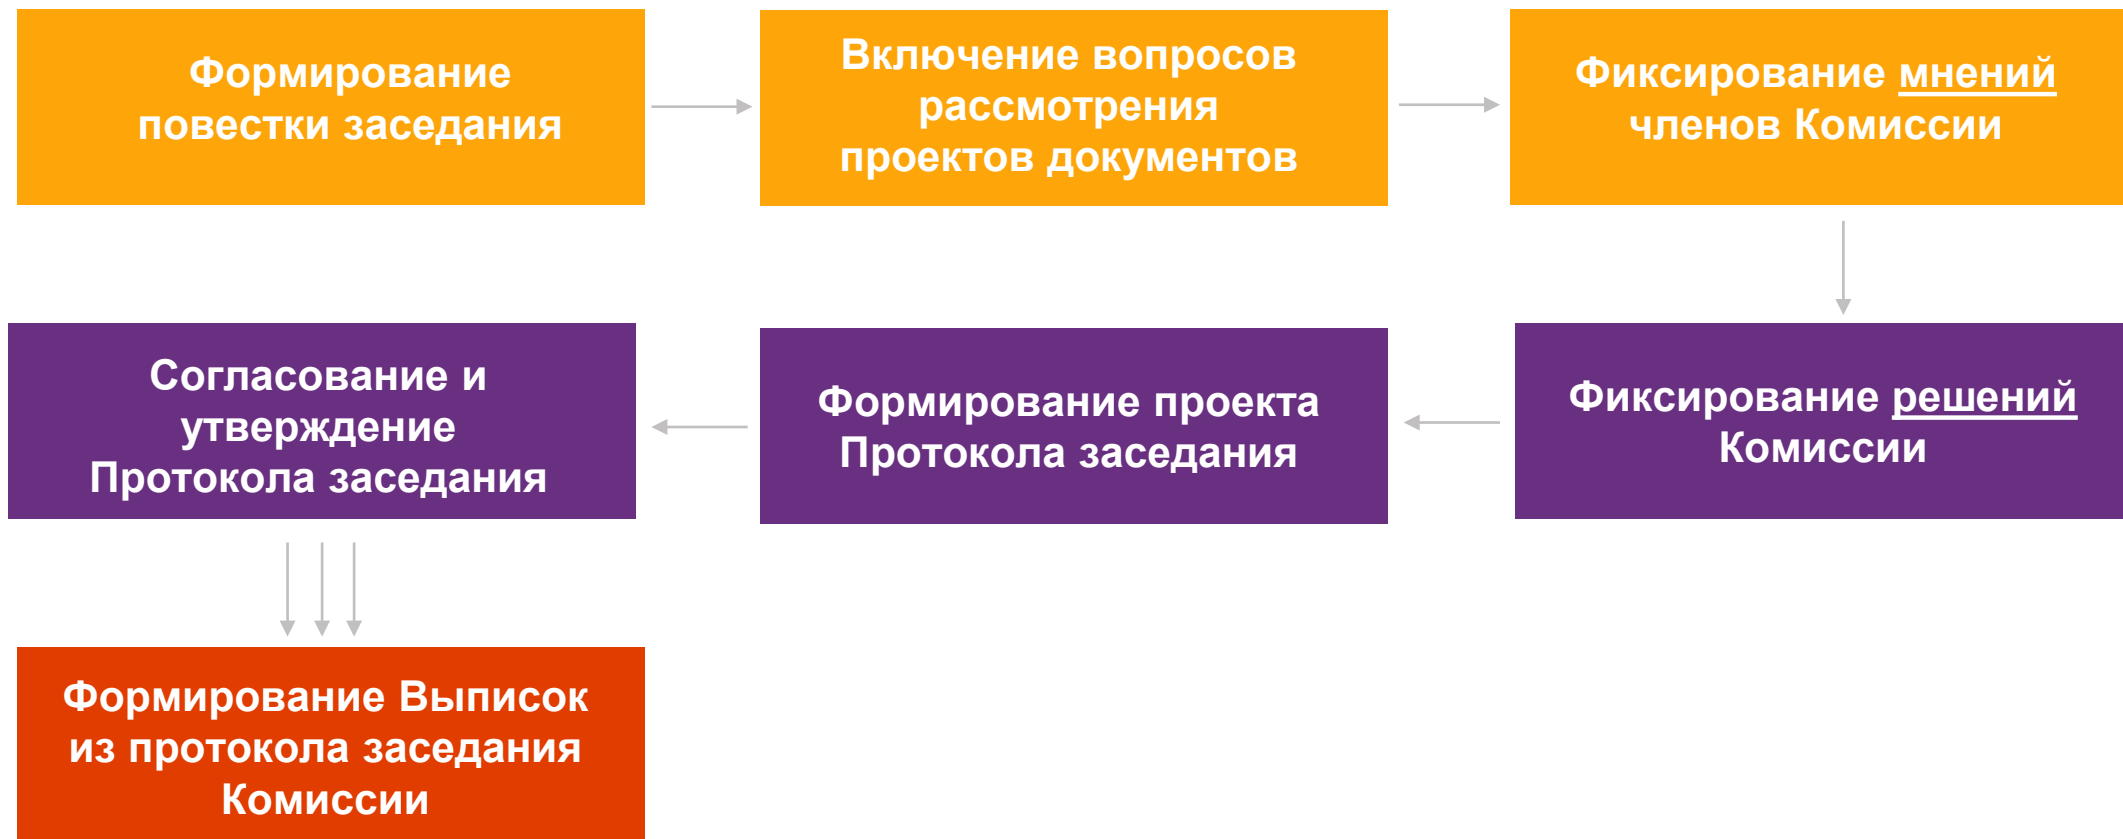 Формирование
повестки заседания
Включение вопросов
рассмотрения
проектов документов
Фиксирование мнений
членов Комиссии
Фиксирование решений
Комиссии
Формирование проекта
Протокола заседания
Согласование и
утверждение
Протокола заседания
Формирование Выписок
из протокола заседания
Комиссии